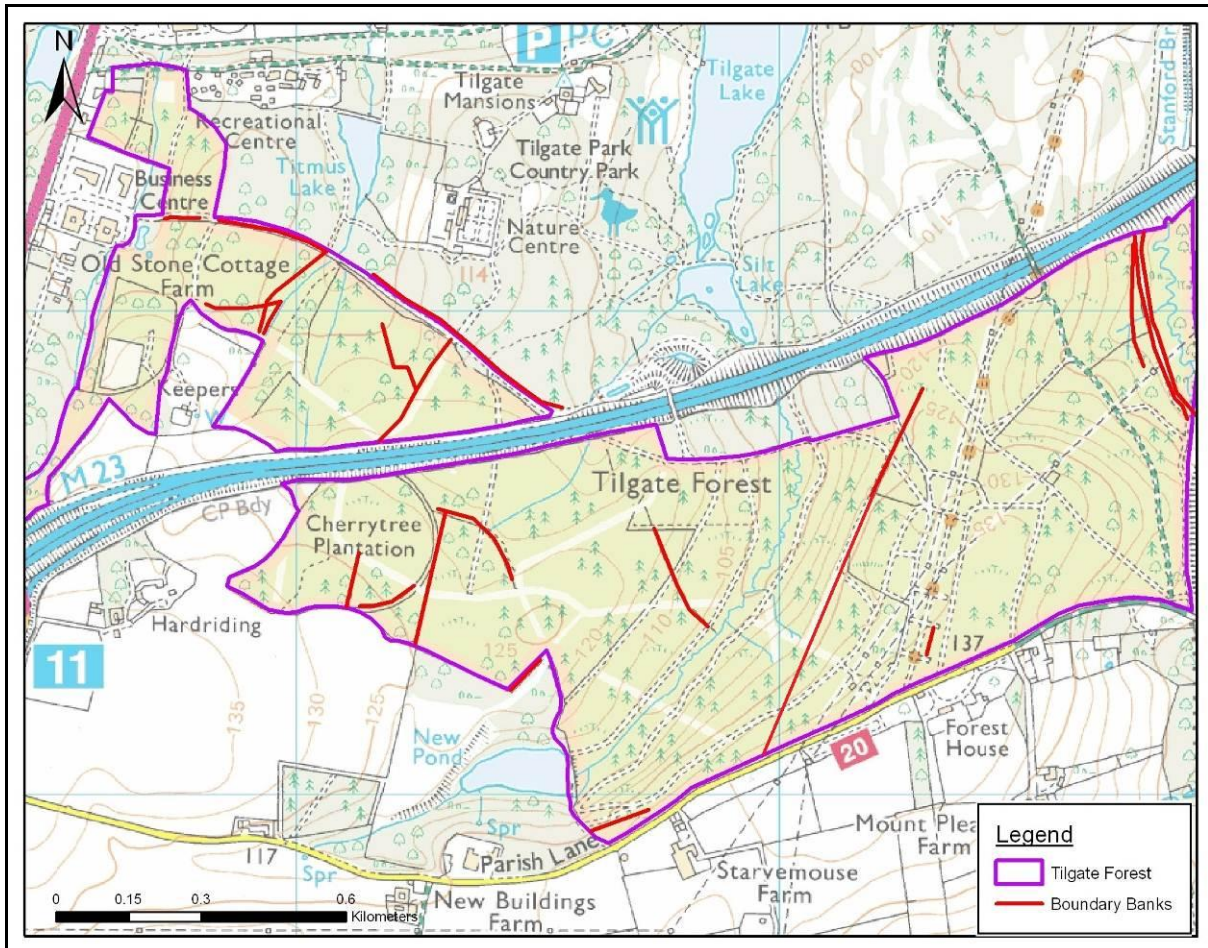 N
P PC
100
Stanford Br
Tilgate
Mansions
Tilgate
Lake
Recreational
Centre
Titmus
Lake
Tilgate Park
Country Park
Business
Centre
Nature
Centre
110
114
Old Stone Cottage
Farm
Silt
Lake
Keepers
W
120
125
130
M 23
CP Bdy
Tilgate Forest
135
Cherrytree
Plantation
105
Hardriding
110
120
125
137
11
135
130
125
New
Pond
20
Forest
House
Spr
117
Spr
Parish Lane
Mount Plea
Farm
Starvemouse
Farm
New Buildings
Farm
0 0.15 0.3 0.6
Kilometers
Legend
Tilgate Forest
Boundary Banks